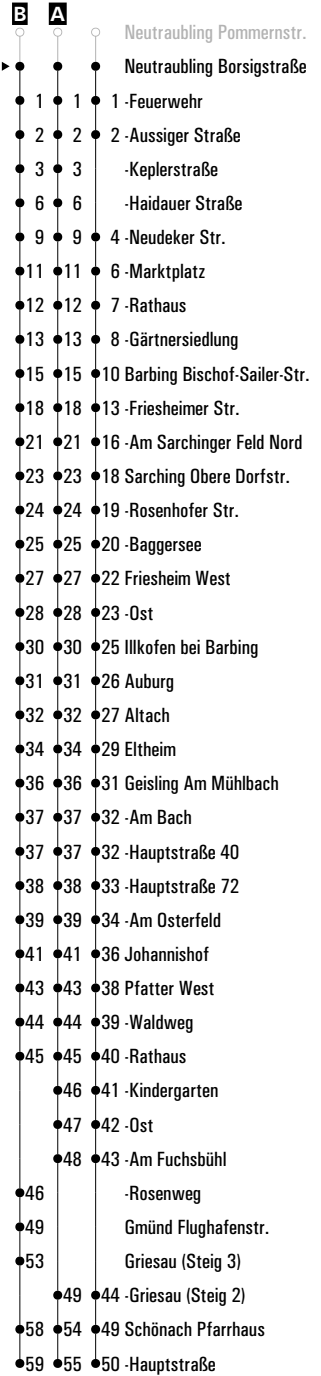 B A
Neutraubling Pommernstr.
Neutraubling Borsigstraße
1 1 1 -Feuerwehr
2 2 2 -Aussiger Straße
3 3 -Keplerstraße
6 6 -Haidauer Straße
9 9 4 -Neudeker Str.
11 11 6 -Marktplatz
12 12 7 -Rathaus
13 13 8 -Gärtnersiedlung
15 15 10 Barbing Bischof-Sailer-Str.
18 18 13 -Friesheimer Str.
21 21 16 -Am Sarchinger Feld Nord
23 23 18 Sarching Obere Dorfstr.
24 24 19 -Rosenhofer Str.
25 25 20 -Baggersee
27 27 22 Friesheim West
28 28 23 -Ost
30 30 25 Illkofen bei Barbing
31 31 26 Auburg
32 32 27 Altach
34 34 29 Eltheim
36 36 31 Geisling Am Mühlbach
37 37 32 -Am Bach
37 37 32 -Hauptstraße 40
38 38 33 -Hauptstraße 72
39 39 34 -Am Osterfeld
41 41 36 Johannishof
43 43 38 Pfatter West
44 44 39 -Waldweg
45 45 40 -Rathaus
46 41 -Kindergarten
47 42 -Ost
48 43 -Am Fuchsbühl
46 -Rosenweg
49 Gmünd Flughafenstr.
53 Griesau (Steig 3)
49 44 -Griesau (Steig 2)
58 54 49 Schönach Pfarrhaus
59 55 50 -Hauptstraße